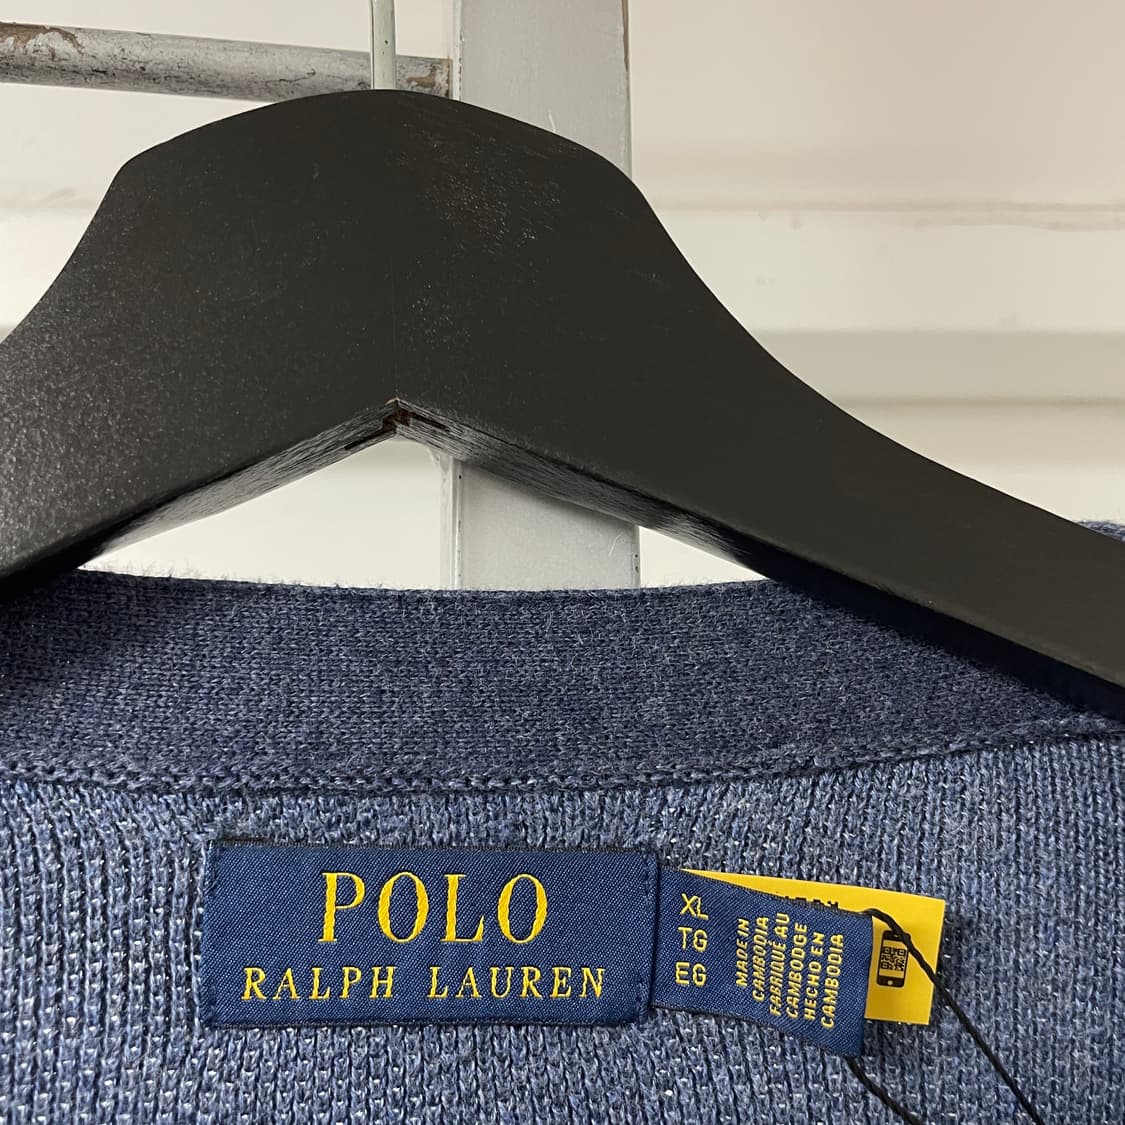 POLO
RALPH LAUREN
XL
TG
EG
MADE IN
CAMBODIA
FABRIQUÉ AU
CAMBODGE
HECHO EN
CAMBODIA